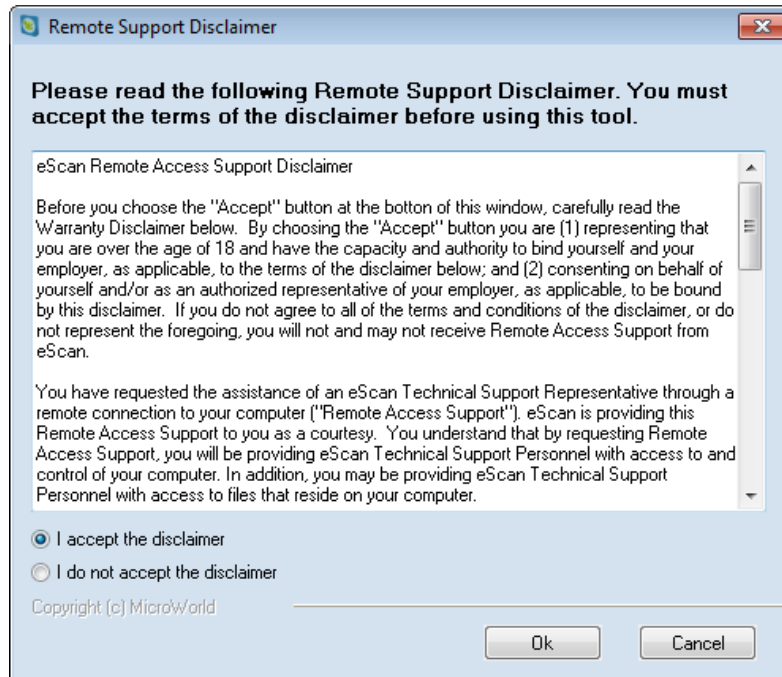 Remote Support Disclaimer
Please read the following Remote Support Disclaimer. You must
accept the terms of the disclaimer before using this tool.
eScan Remote Access Support Disclaimer
Before you choose the "Accept" button at the botton of this window, carefully read the
Warranty Disclaimer below.  By choosing the "Accept" button you are (1) representing that
you are over the age of 18 and have the capacity and authority to bind yourself and your
employer, as applicable, to the terms of the disclaimer below; and (2) consenting on behalf of
yourself and/or as an authorized representative of your employer, as applicable, to be bound
by this disclaimer.  If you do not agree to all of the terms and conditions of the disclaimer, or do
not represent the foregoing, you will not and may not receive Remote Access Support from
eScan.
You have requested the assistance of an eScan Technical Support Representative through a
remote connection to your computer ("Remote Access Support"). eScan is providing this
Remote Access Support to you as a courtesy.  You understand that by requesting Remote
Access Support, you will be providing eScan Technical Support Personnel with access to and
control of your computer. In addition, you may be providing eScan Technical Support
Personnel with access to files that reside on your computer.
I accept the disclaimer
I do not accept the disclaimer
Copyright (c) MicroWorld
Ok
Cancel